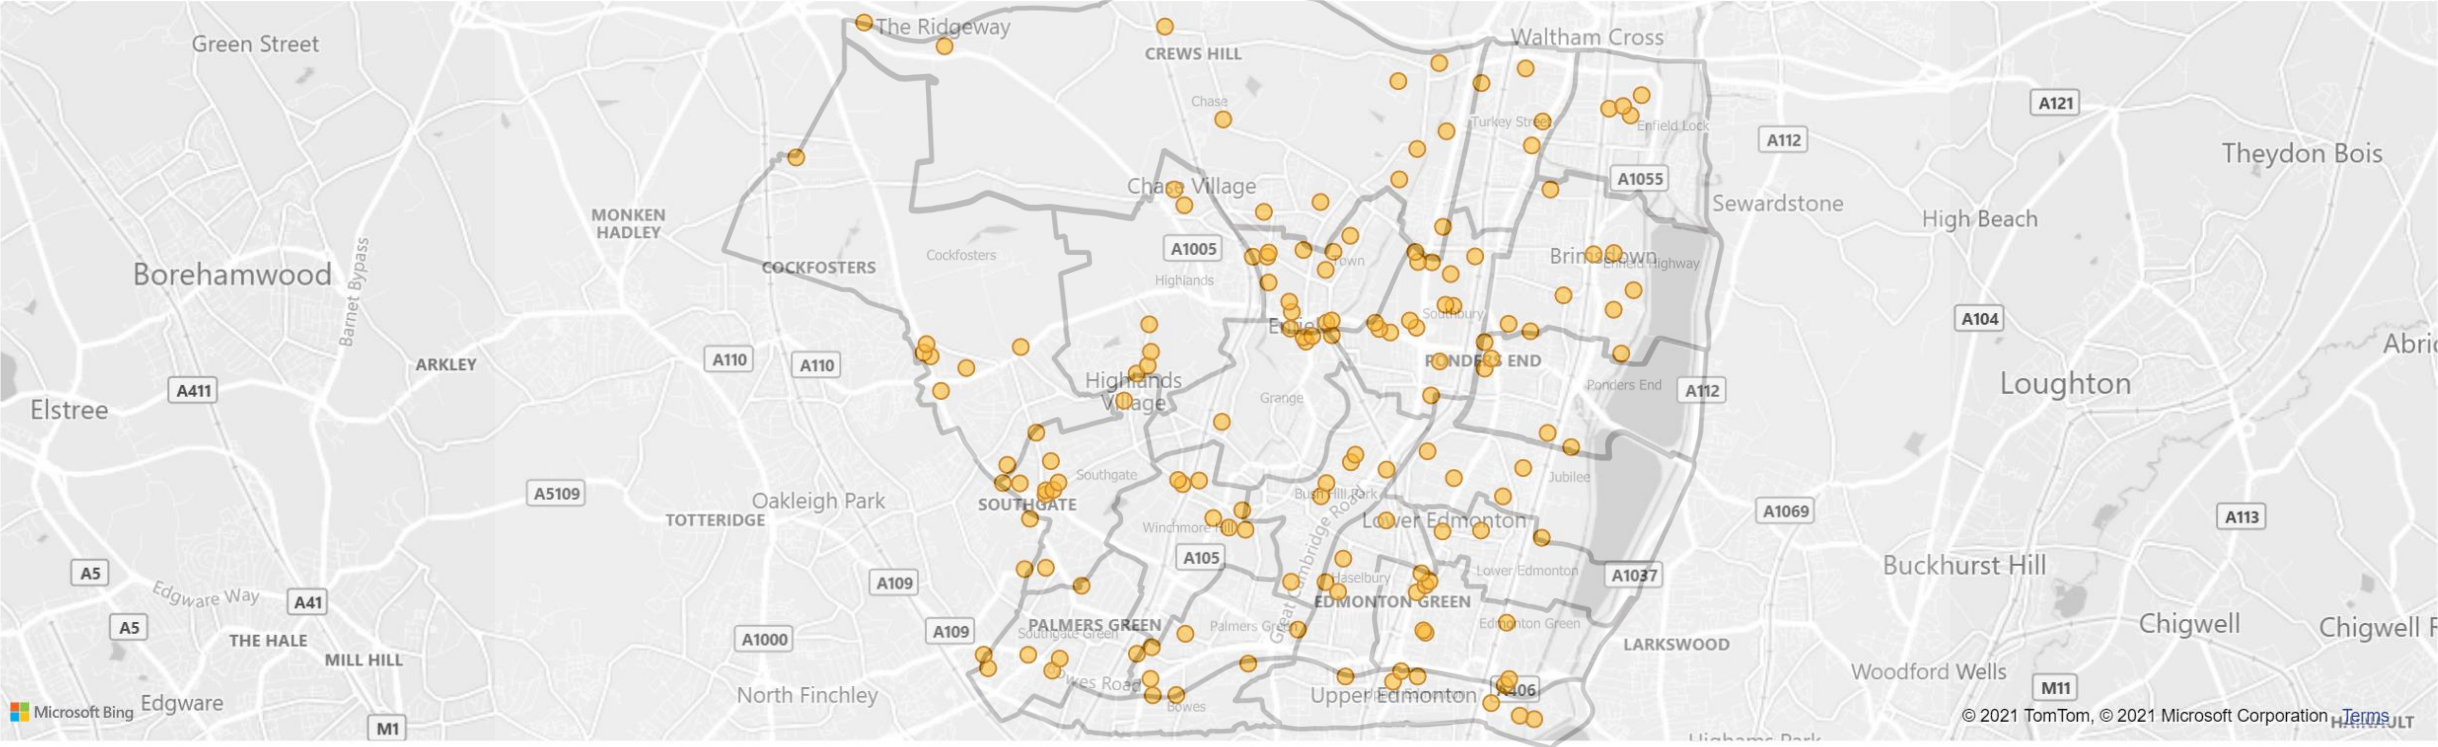 The Ridgeway
Waltham Cross
Green Street
CREWS HILL
Chase
A121
Turkey Street
Enfield Lock
A112
Theydon Bois
Chase Village
A1055
Sewardstone
MONKEN
HADLEY
High Beach
A1005
Town
Brimsdown
Cockfosters
COCKFOSTERS
Enfield Highway
Borehamwood
Barnet Bypass
Highlands
Southbury
A104
A110
A110
ARKLEY
PONDERS END
Highlands
Village
Ponders End
Loughton
A411
Elstree
Grange
A112
Southgate
Jubilee
A5109
Oakleigh Park
SOUTHGATE
Bush Hill Park
TOTTERIDGE
Winchmore Hill
Lower Edmonton
A1069
A113
Great Cambridge Road
A105
Buckhurst Hill
A5
Edgware Way
A109
Haselbury
Lower Edmonton
A1037
A41
EDMONTON GREEN
A5
PALMERS GREEN
Southgate Green
Palmers Green
Edmonton Green
Chigwell
THE HALE
A1000
A109
LARKSWOOD
MILL HILL
Woodford Wells
Bowes Road
Upper Edmonton
A406
M11
Edgware
North Finchley
Bowes
Microsoft Bing
M1
© 2021 TomTom, © 2021 Microsoft Corporation Terms
HAINAULT